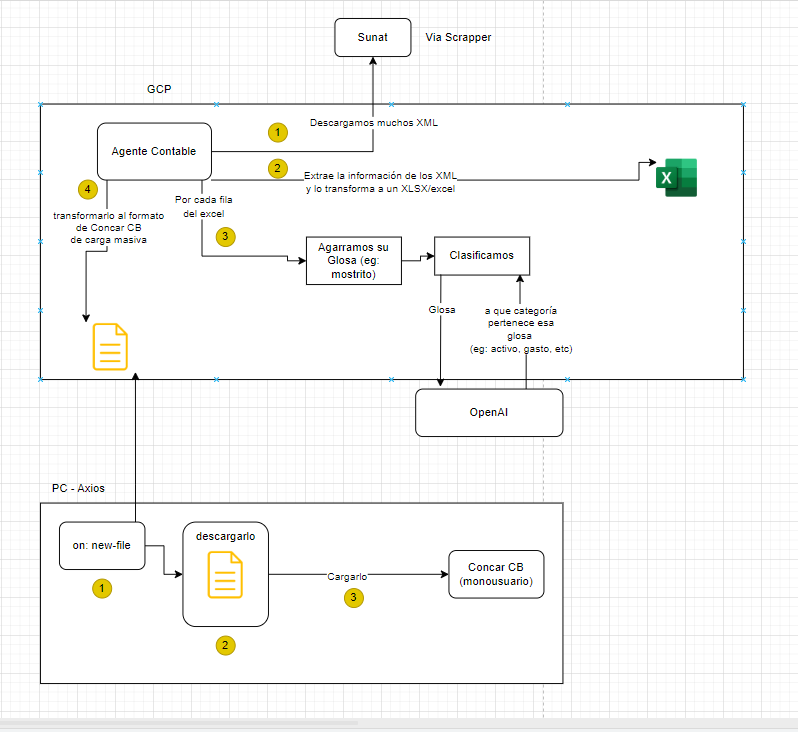 Sunat
Via Scrapper
GCP
1
Descargamos muchos XML
Agente Contable
2
Extrae la información de los XML
y lo transforma a un XLSX/excel
X
4
transformarlo al formato
de Concar CB
de carga masiva
Por cada fila
del excel
3
Agarramos su
Glosa (eg:
mostrito)
Clasificamos
Glosa
a que categoría
pertenece esa
glosa
(eg: activo, gasto, etc)
OpenAI
PC - Axios
on: new-file
1
descargarlo
2
Cargarlo
3
Concar CB
(monousuario)